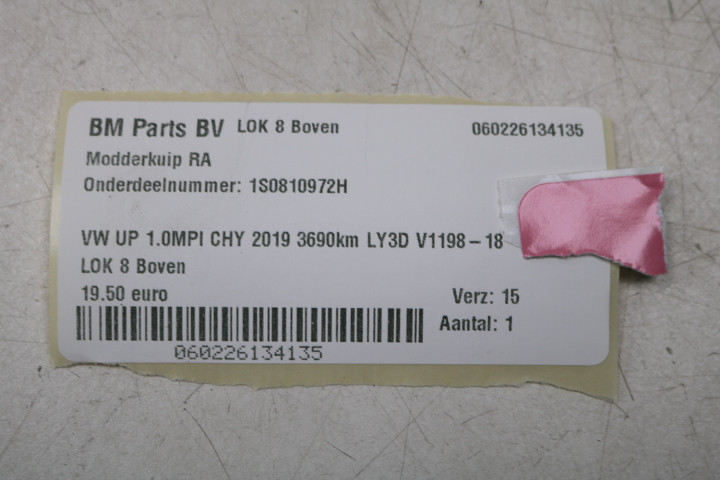 BM Parts BV LOK 8 Boven 060226134135
Modderkuip RA
Onderdeelnummer: 1S0810972H
VW UP 1.0MPI CHY 2019 3690km LY3D V1198-18
LOK 8 Boven
19.50 euro Verz: 15
Aantal: 1
060226134135